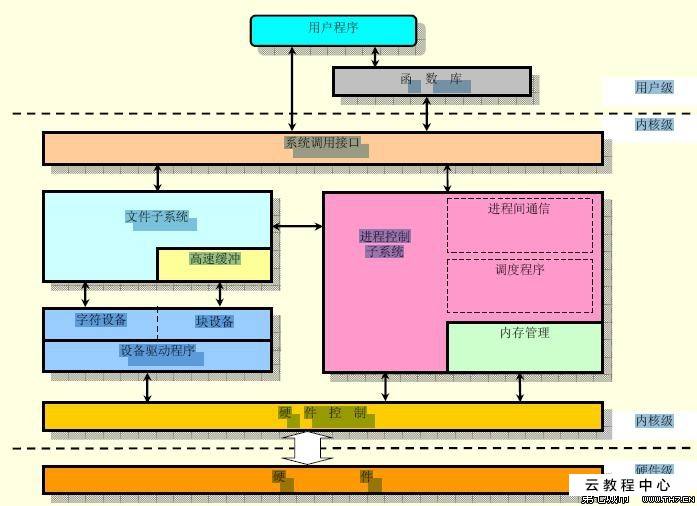 用户程序
函 数 库
用户级
内核级
系统调用接口
文件子系统
高速缓冲
进程控制
子系统
进程间通信
调度程序
内存管理
字符设备
块设备
设备驱动程序
硬 件 控 制
内核级
硬件级
硬 件
云教程中心
WWW.TH7.CN